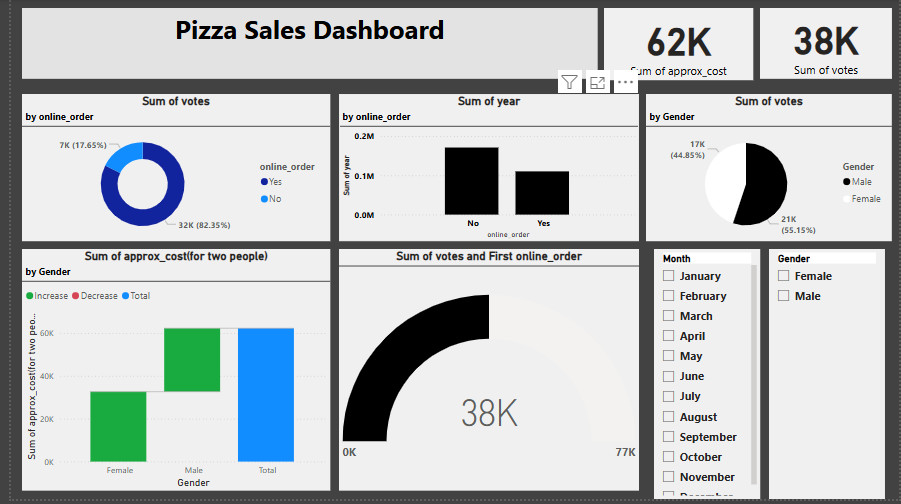 Pizza Sales Dashboard
62K
Sum of approx_cost
38K
Sum of votes
Sum of votes
by online_order
7K (17.65%)
32K (82.35%)
online_order
Yes
No
Sum of year
by online_order
Sum of year
0.2M
0.1M
0.0M
No
Yes
online_order
Sum of votes
by Gender
17K
(44.85%)
21K
(55.15%)
Gender
Male
Female
Sum of approx_cost(for two people)
by Gender
Increase
Decrease
Total
Sum of approx_cost(for two peo...
60K
40K
20K
0K
Female
Male
Total
Gender
Sum of votes and First online_order
38K
0K
77K
Month
January
February
March
April
May
June
July
August
September
October
November
December
Gender
Female
Male